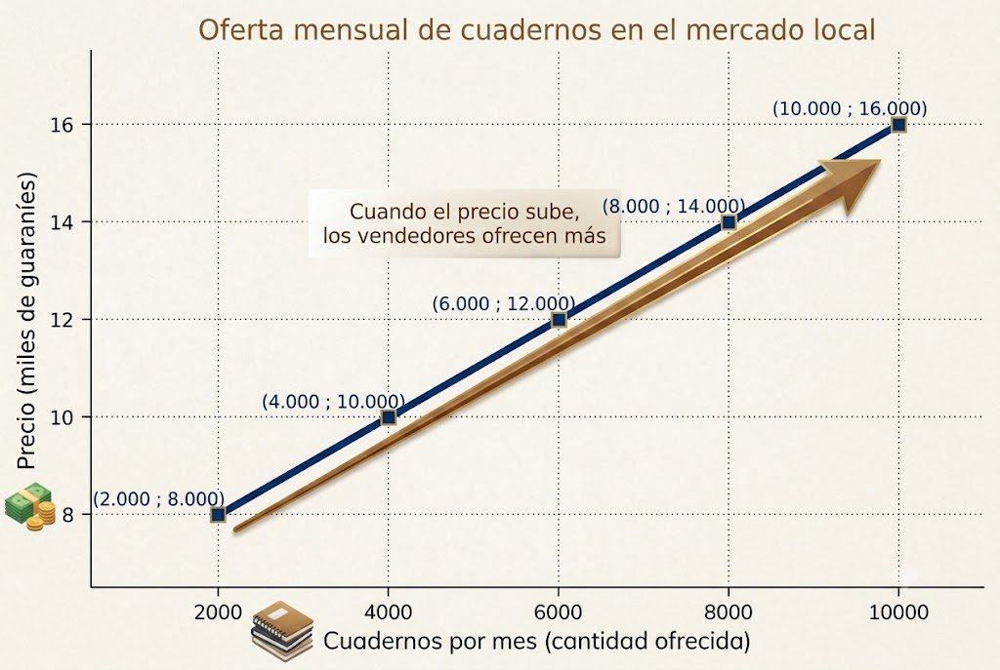 Oferta mensual de cuadernos en el mercado local
Precio (miles de guaraníes)
16
14
12
10
8
(10.000 ; 16.000)
Cuando el precio sube,
los vendedores ofrecen más
(8.000 ; 14.000)
(6.000 ; 12.000)
(4.000 ; 10.000)
(2.000 ; 8.000)
2000 4000 6000 8000 10000
Cuadernos por mes (cantidad ofrecida)